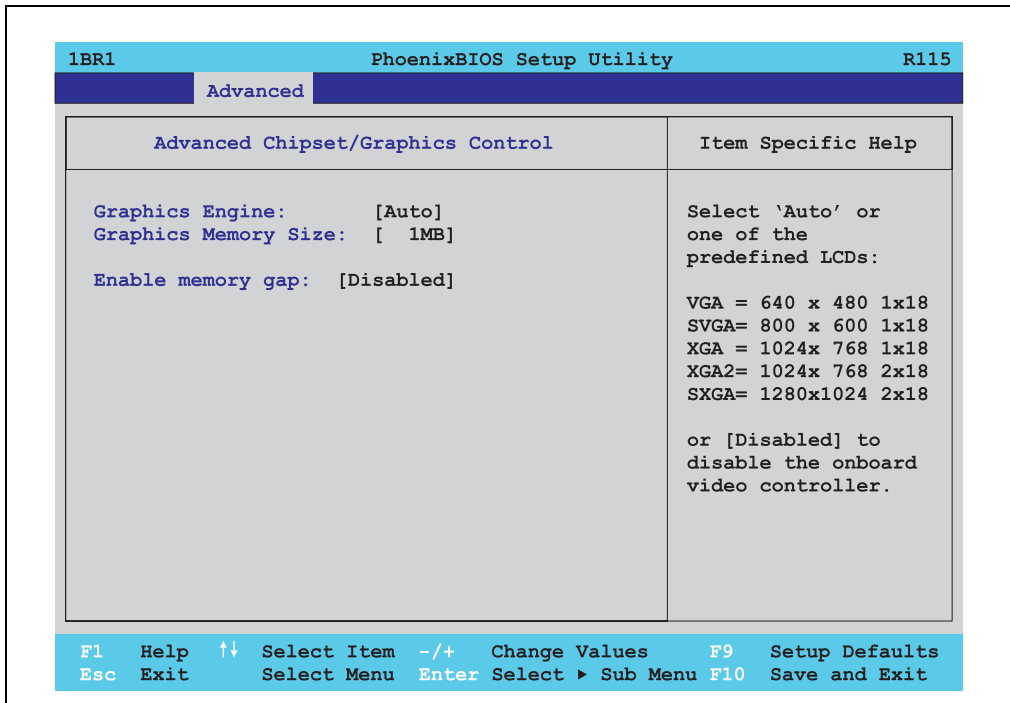 1BR1 PhoenixBIOS Setup Utility R115
Advanced
Advanced Chipset/Graphics Control
Graphics Engine: [Auto]
Graphics Memory Size: [ 1MB]
Enable memory gap: [Disabled]
Item Specific Help
Select ‘Auto’ or
one of the
predefined LCDs:
VGA = 640 x 480 1x18
SVGA= 800 x 600 1x18
XGA = 1024x 768 1x18
XGA2= 1024x 768 2x18
SXGA= 1280x1024 2x18
or [Disabled] to
disable the onboard
video controller.
F1 Help ↑↓ Select Item -/+ Change Values F9 Setup Defaults
Esc Exit Select Menu Enter Select ▶ Sub Menu F10 Save and Exit